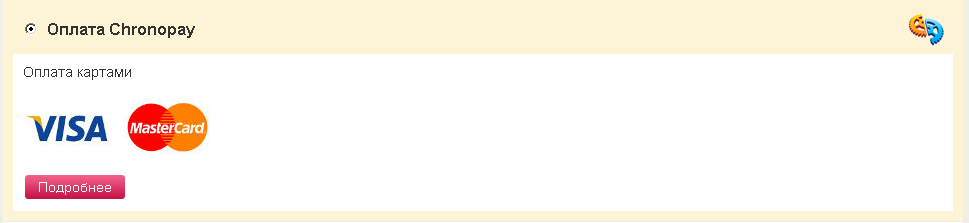 Оплата Chronopay
Оплата картами
VISA MasterCard
Подробнее